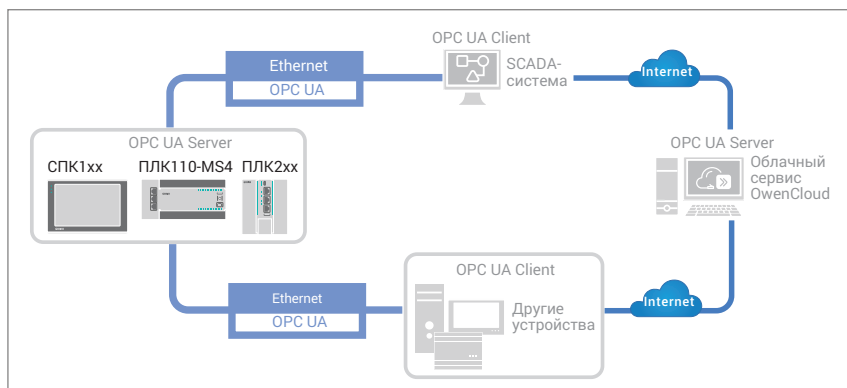 OPC UA Client
SCADA-
система
Ethernet
OPC UA
Internet
OPC UA Server
СПК1xx
ПЛК110-MS4
ПЛК2xx
OPC UA Server
Облачный
сервис
OwenCloud
Ethernet
OPC UA
OPC UA Client
Другие
устройства
Internet